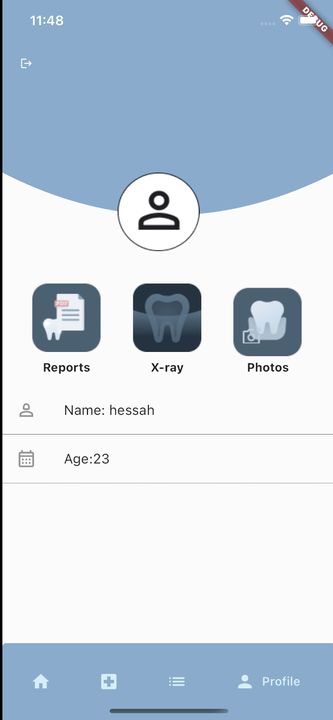 11:48
DEBUG
PDF
Reports
X-ray
Photos
Name: hessah
Age:23
Profile